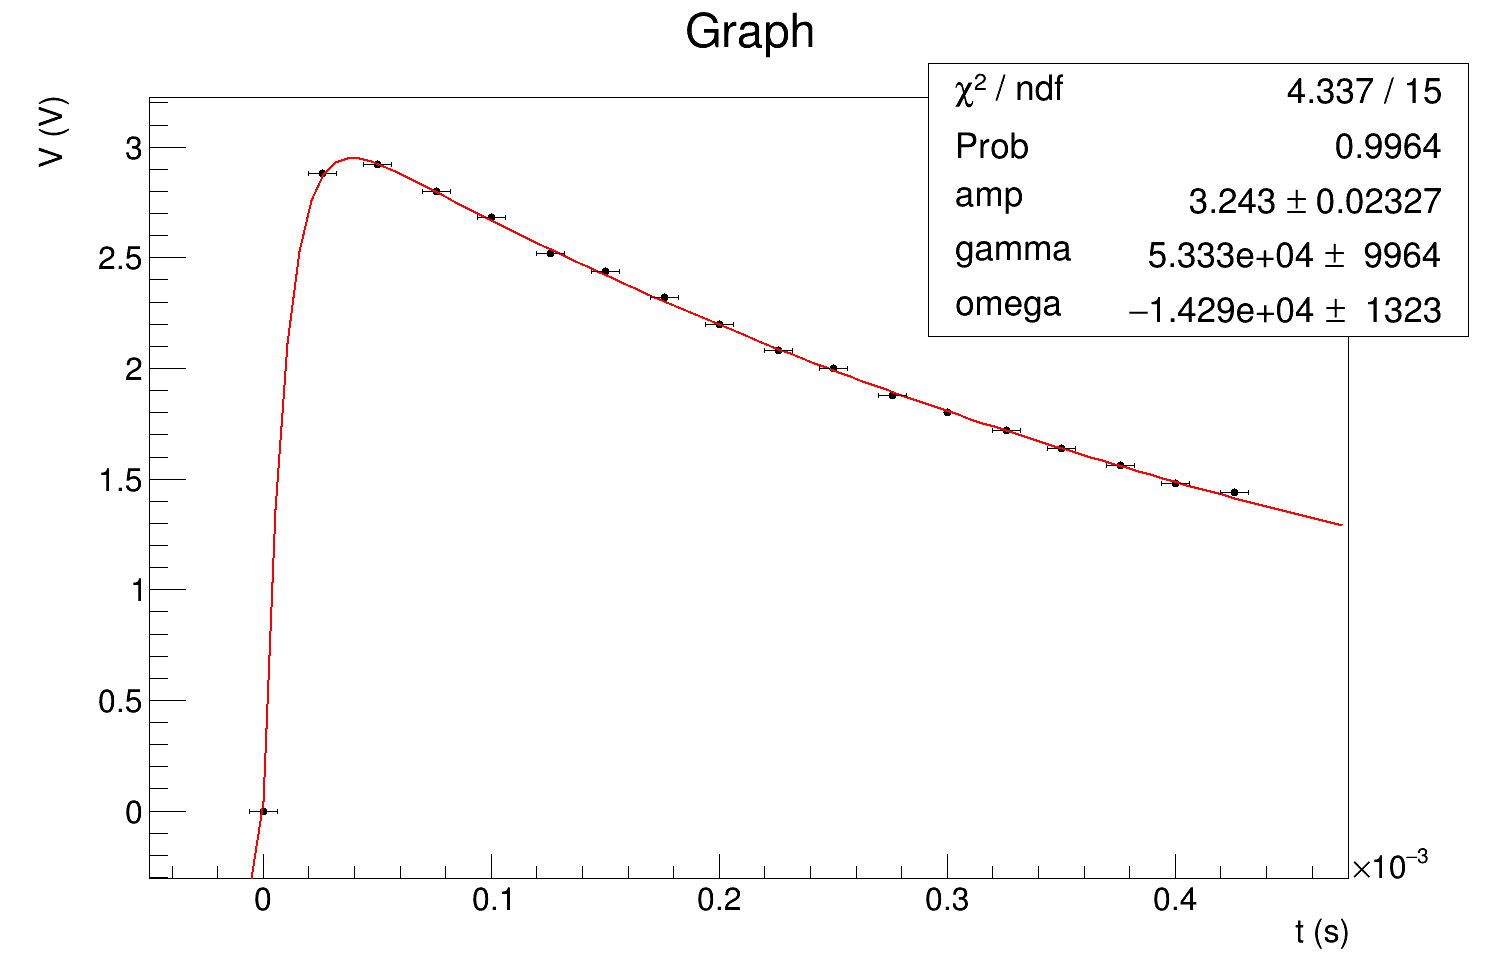 Graph
χ² / ndf 4.337 / 15
Prob 0.9964
amp 3.243 ± 0.02327
gamma 5.333e+04 ± 9964
omega −1.429e+04 ± 1323
V (V)
3
2.5
2
1.5
1
0.5
0
0 0.1 0.2 0.3 0.4
×10⁻³
t (s)